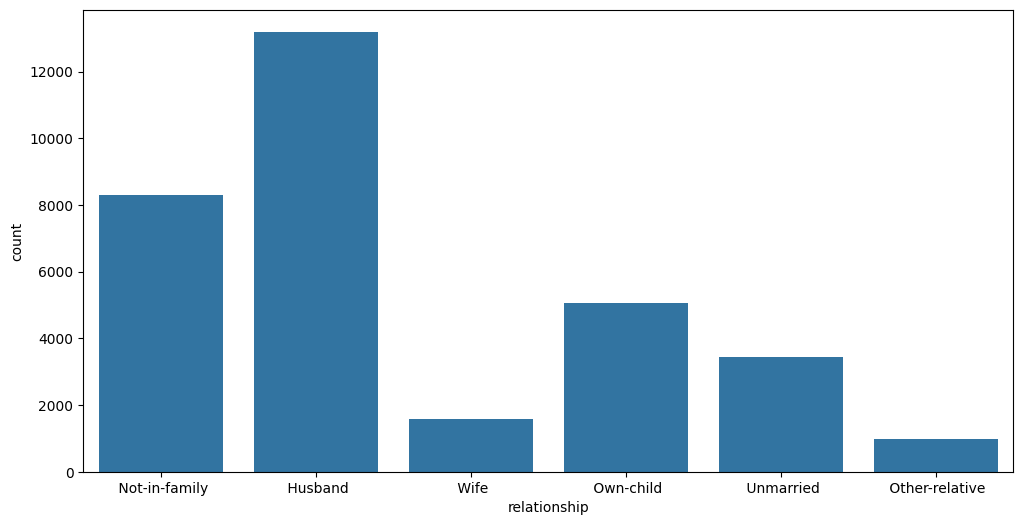 count
12000
10000
8000
6000
4000
2000
0
Not-in-family Husband Wife Own-child Unmarried Other-relative
relationship